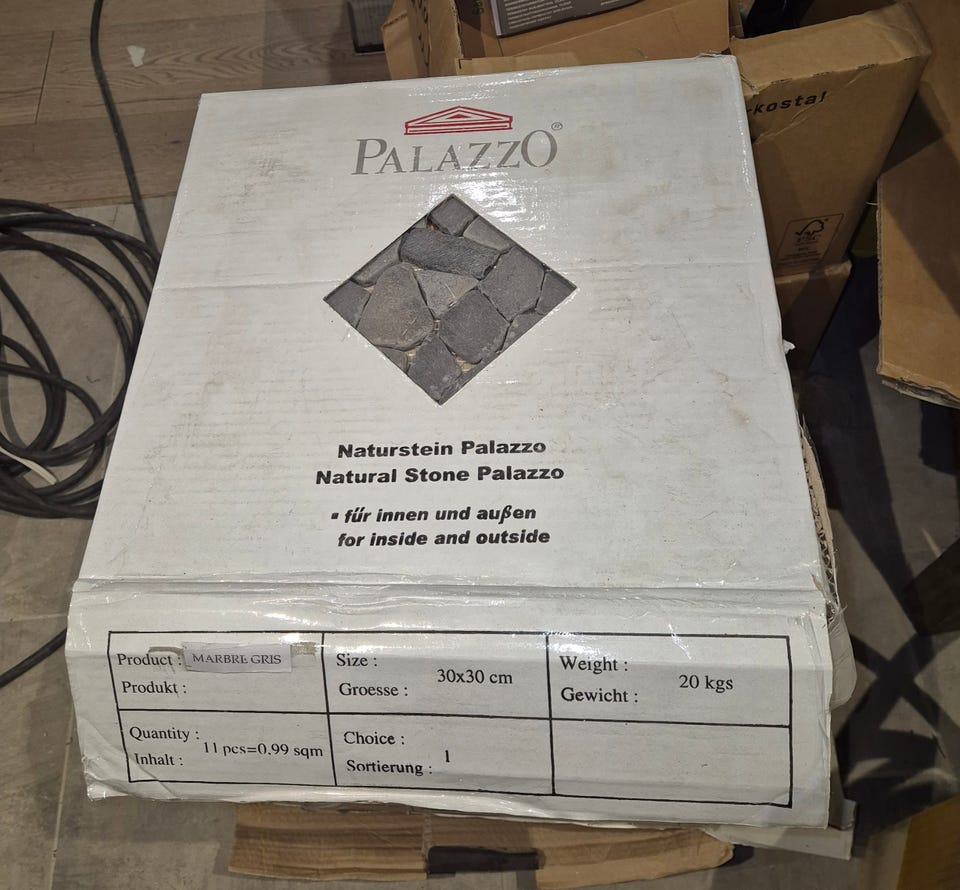 PALAZZO®
Naturstein Palazzo
Natural Stone Palazzo
▪ für innen und außen
for inside and outside
Product : MARBRE GRIS
Produkt :
Size :
Groesse : 30x30 cm
Weight :
Gewicht : 20 kgs
Quantity :
Inhalt : 11 pcs=0.99 sqm
Choice :
Sortierung : 1
kostal
FSC